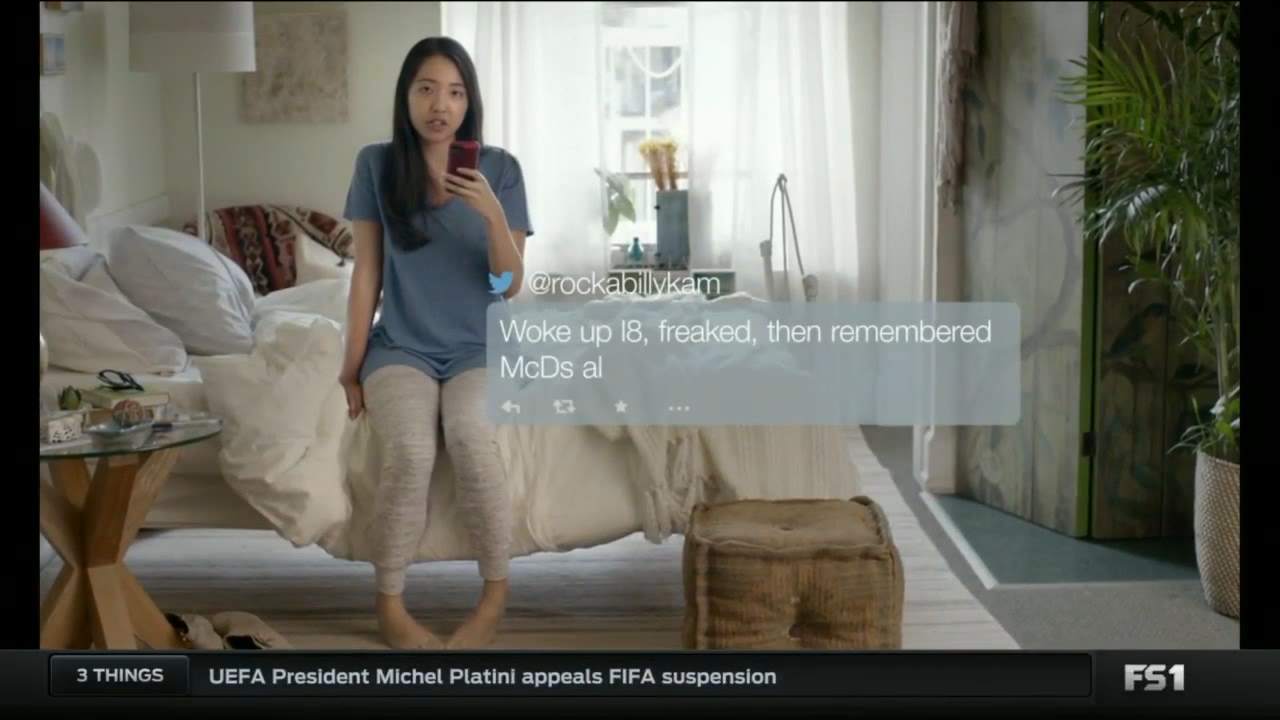 @rockabillykam
Woke up l8, freaked, then remembered
McDs al
3 THINGS
UEFA President Michel Platini appeals FIFA suspension
FS1